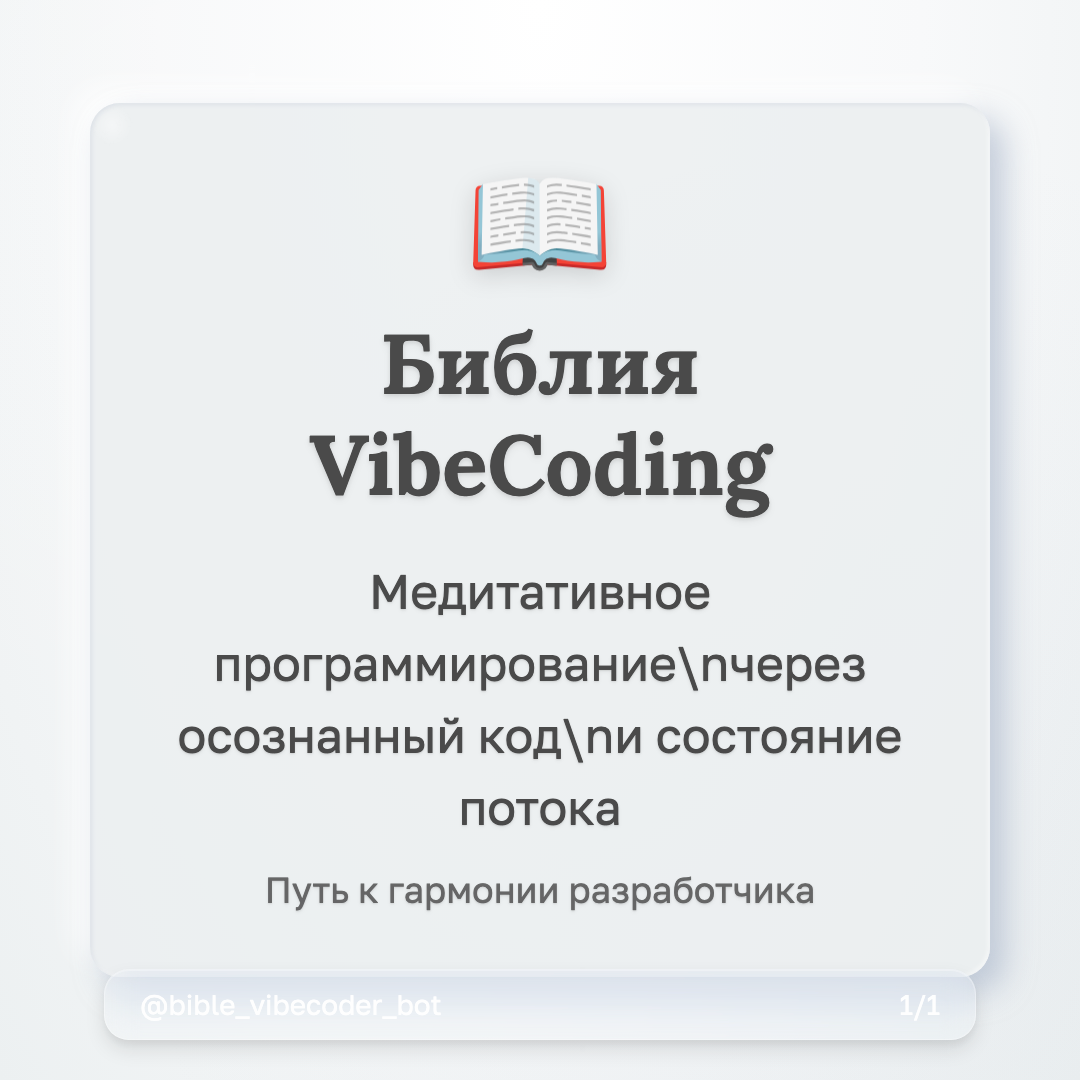 Библия
VibeCoding
Медитативное
программирование\nчерез
осознанный код\nи состояние
потока
Путь к гармонии разработчика
@bible_vibecoder_bot
1/1